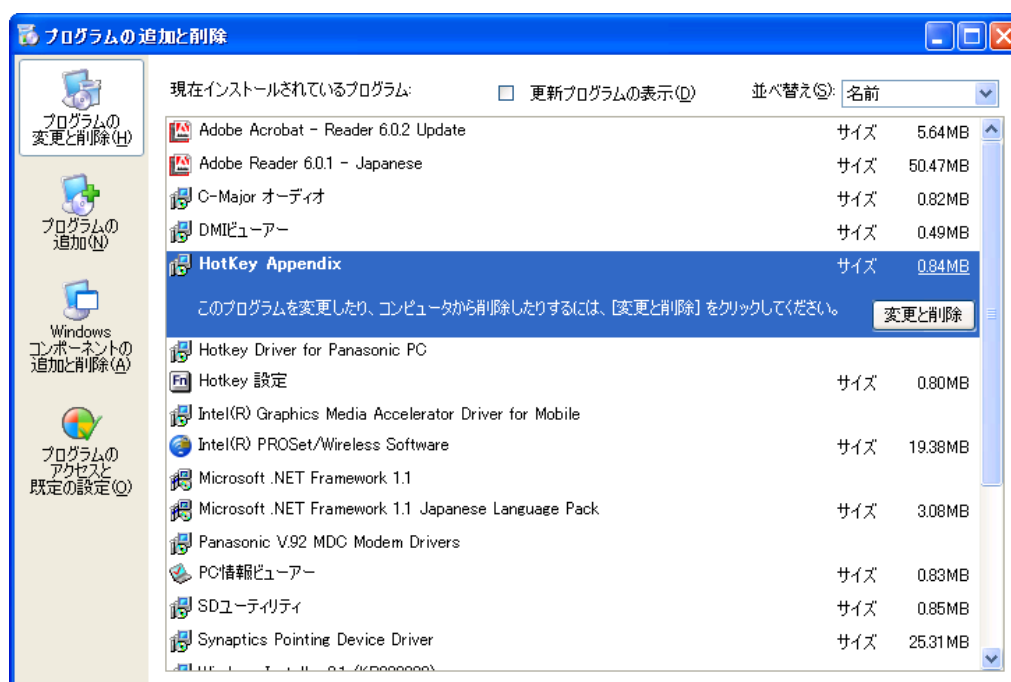 プログラムの追加と削除
プログラムの
変更と削除(H)
プログラムの
追加(N)
Windows
コンポーネントの
追加と削除(A)
プログラムの
アクセスと
既定の設定(O)
現在インストールされているプログラム: 更新プログラムの表示(D) 並べ替え(S): 名前
Adobe Acrobat - Reader 6.0.2 Update サイズ 5.64MB
Adobe Reader 6.0.1 - Japanese サイズ 50.47MB
C-Major オーディオ サイズ 0.82MB
DMIビューアー サイズ 0.49MB
HotKey Appendix サイズ 0.84MB
このプログラムを変更したり、コンピュータから削除したりするには、[変更と削除] をクリックしてください。 変更と削除
Hotkey Driver for Panasonic PC
Hotkey 設定 サイズ 0.80MB
Intel(R) Graphics Media Accelerator Driver for Mobile
Intel(R) PROSet/Wireless Software サイズ 19.38MB
Microsoft .NET Framework 1.1
Microsoft .NET Framework 1.1 Japanese Language Pack サイズ 3.08MB
Panasonic V.92 MDC Modem Drivers
PC情報ビューアー サイズ 0.83MB
SDユーティリティ サイズ 0.85MB
Synaptics Pointing Device Driver サイズ 25.31MB